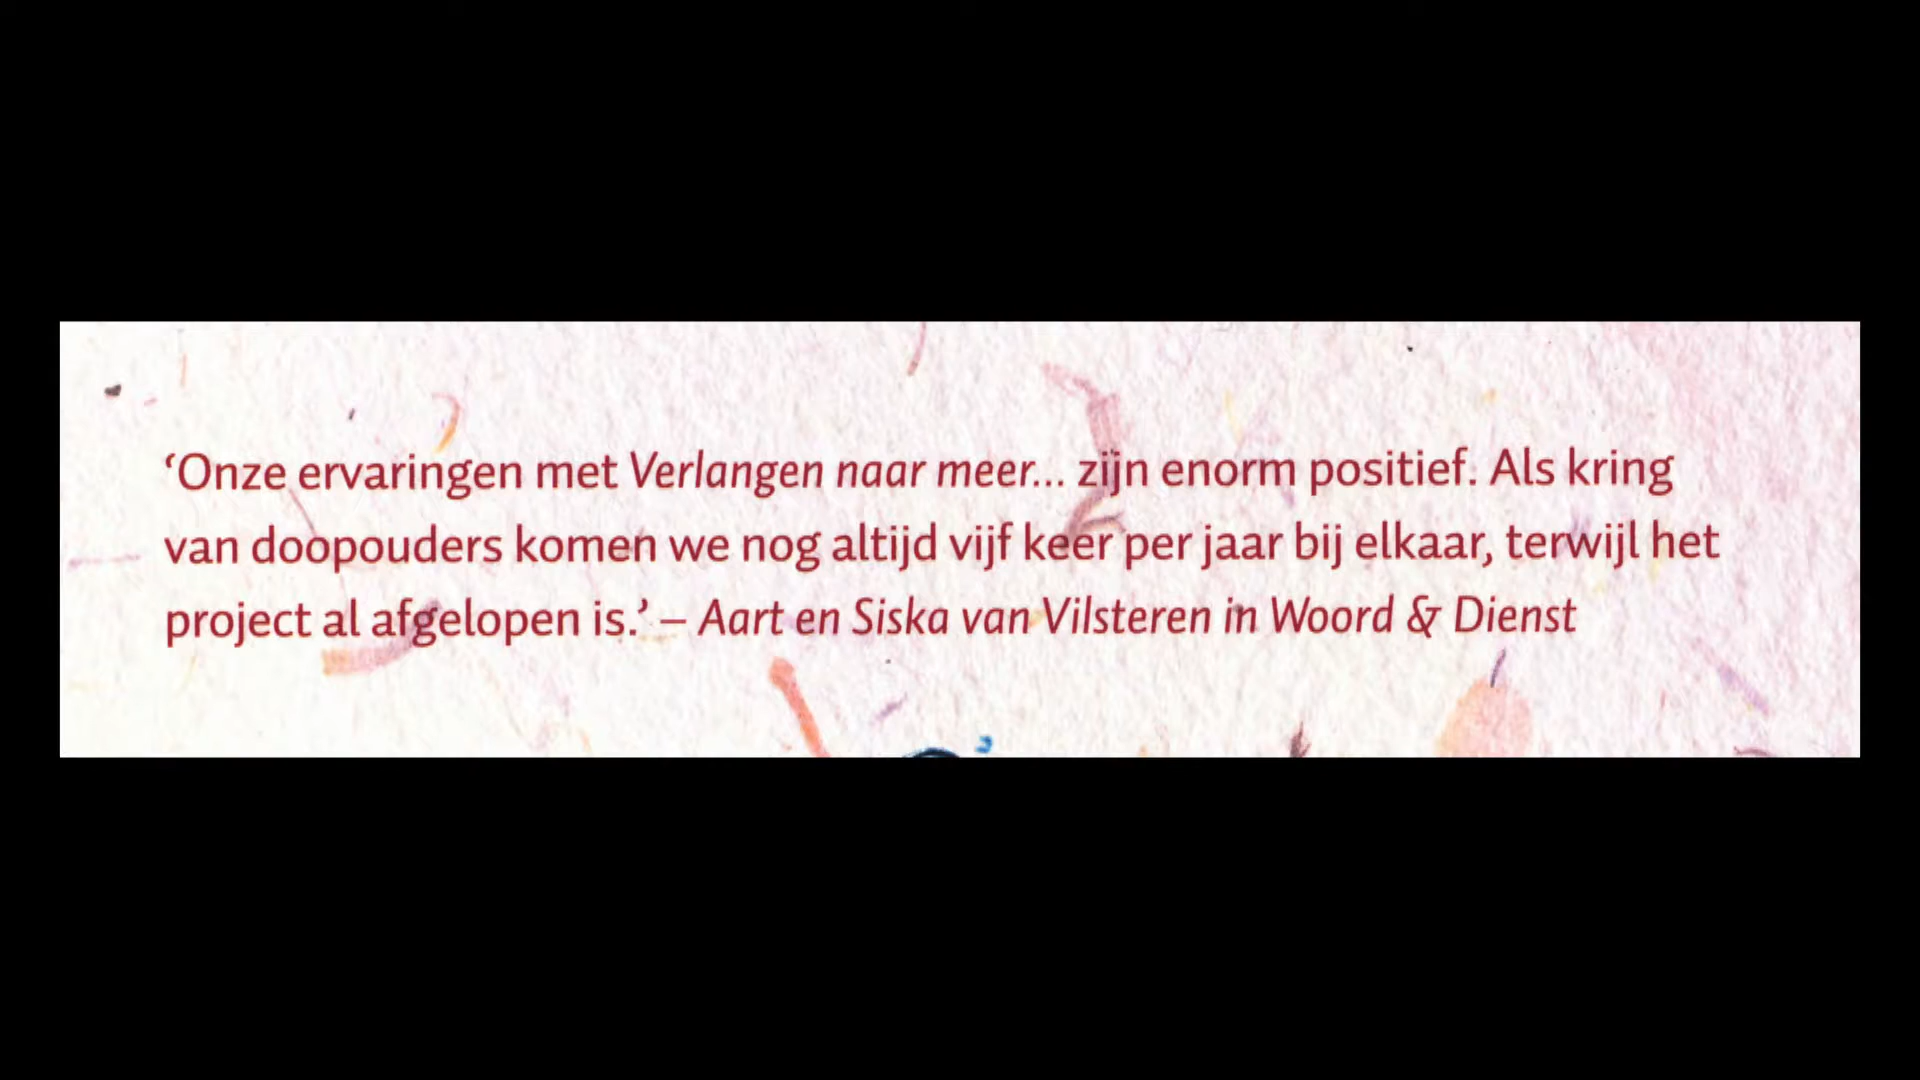 ‘Onze ervaringen met Verlangen naar meer... zijn enorm positief. Als kring
van doopouders komen we nog altijd vijf keer per jaar bij elkaar, terwijl het
project al afgelopen is.’ – Aart en Siska van Vilsteren in Woord & Dienst